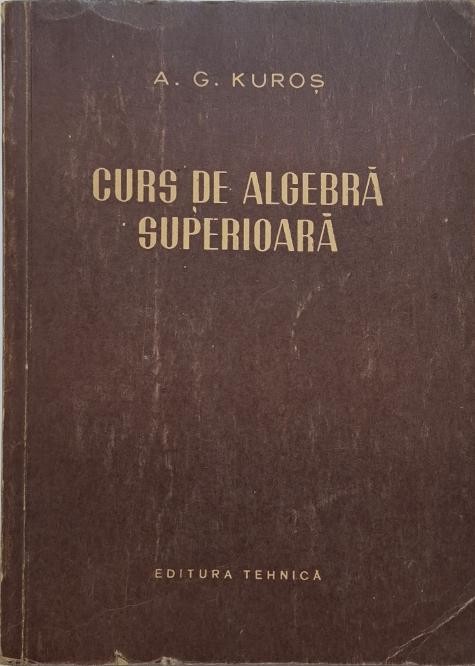 A. G. KUROȘ
CURS DE ALGEBRĂ
SUPERIOARĂ
EDITURA TEHNICĂ